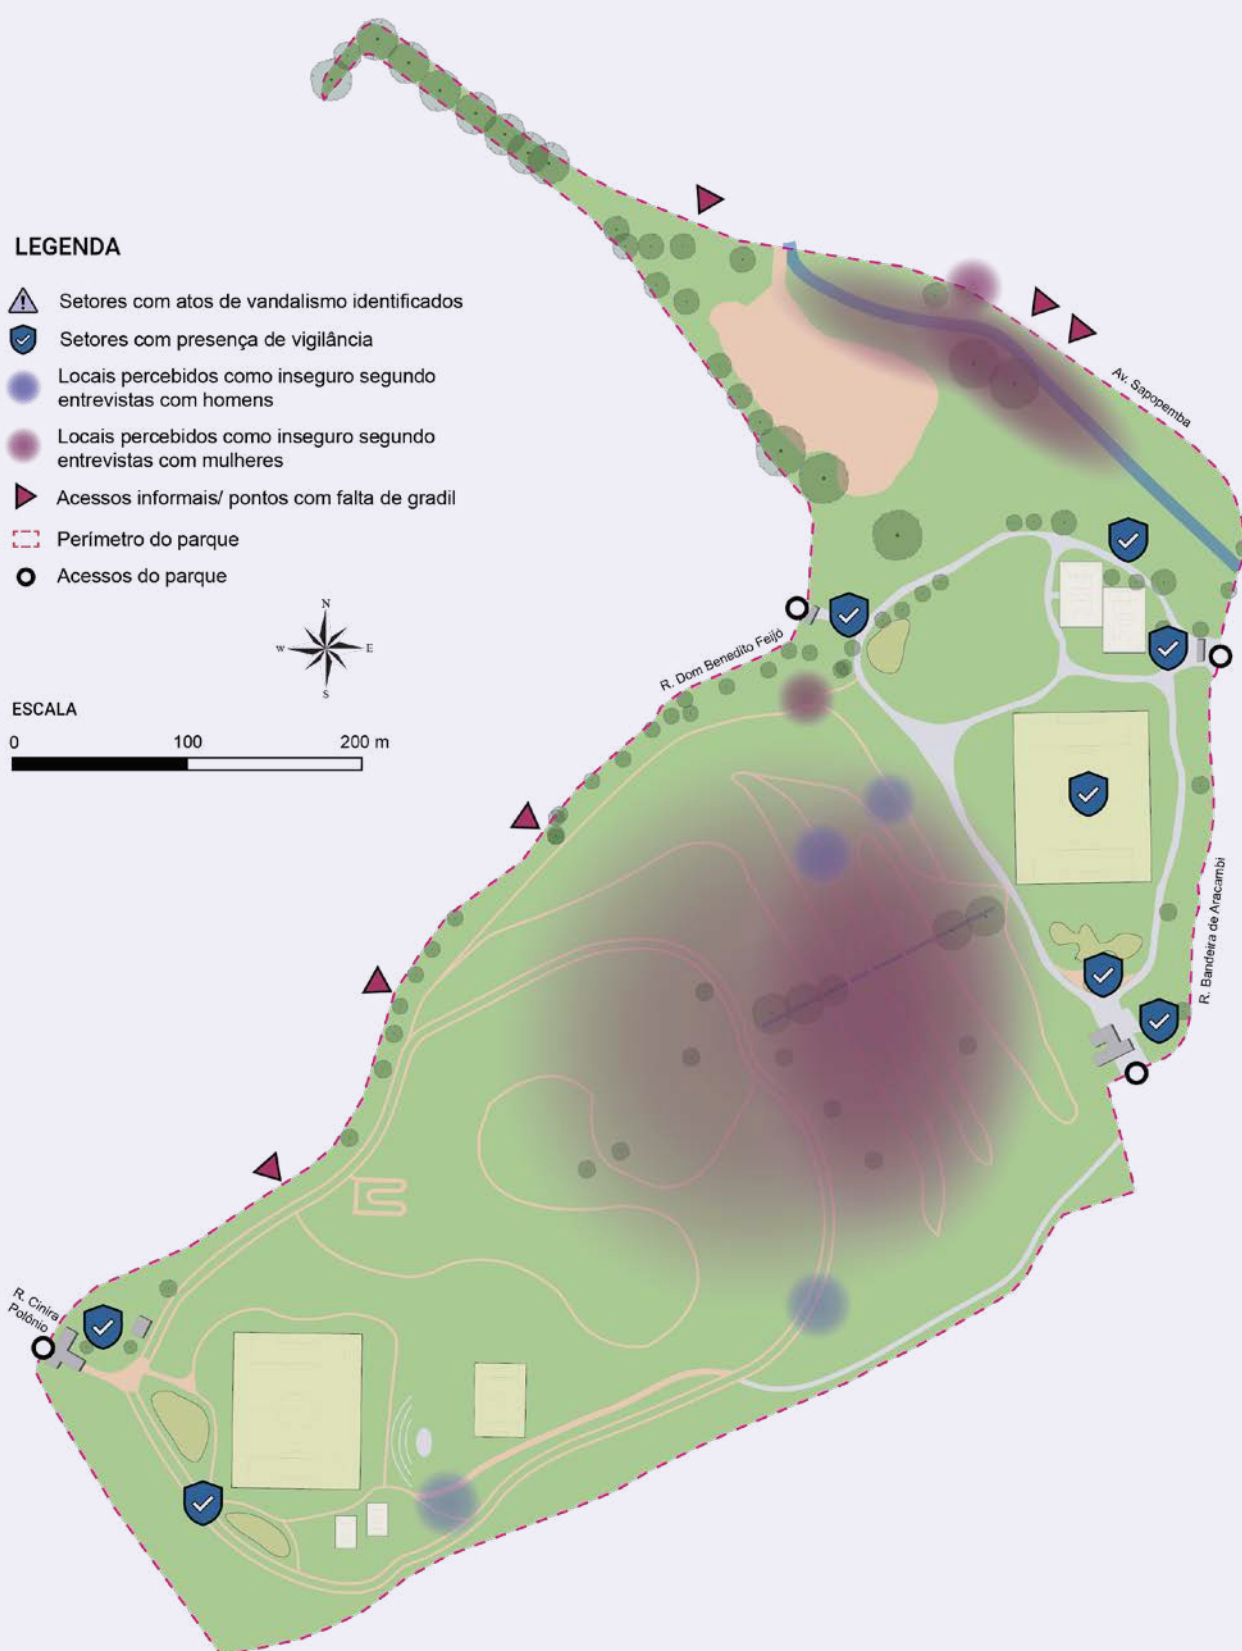 LEGENDA
Setores com atos de vandalismo identificados
Setores com presença de vigilância
Locais percebidos como inseguro segundo
entrevistas com homens
Locais percebidos como inseguro segundo
entrevistas com mulheres
Acessos informais/ pontos com falta de gradil
Perímetro do parque
Acessos do parque
N
W
E
S
ESCALA
0 100 200 m
Av. Sapopemba
R. Dom Benedito Feijó
R. Bandeira de Aracambi
R. Cinira
Polônio